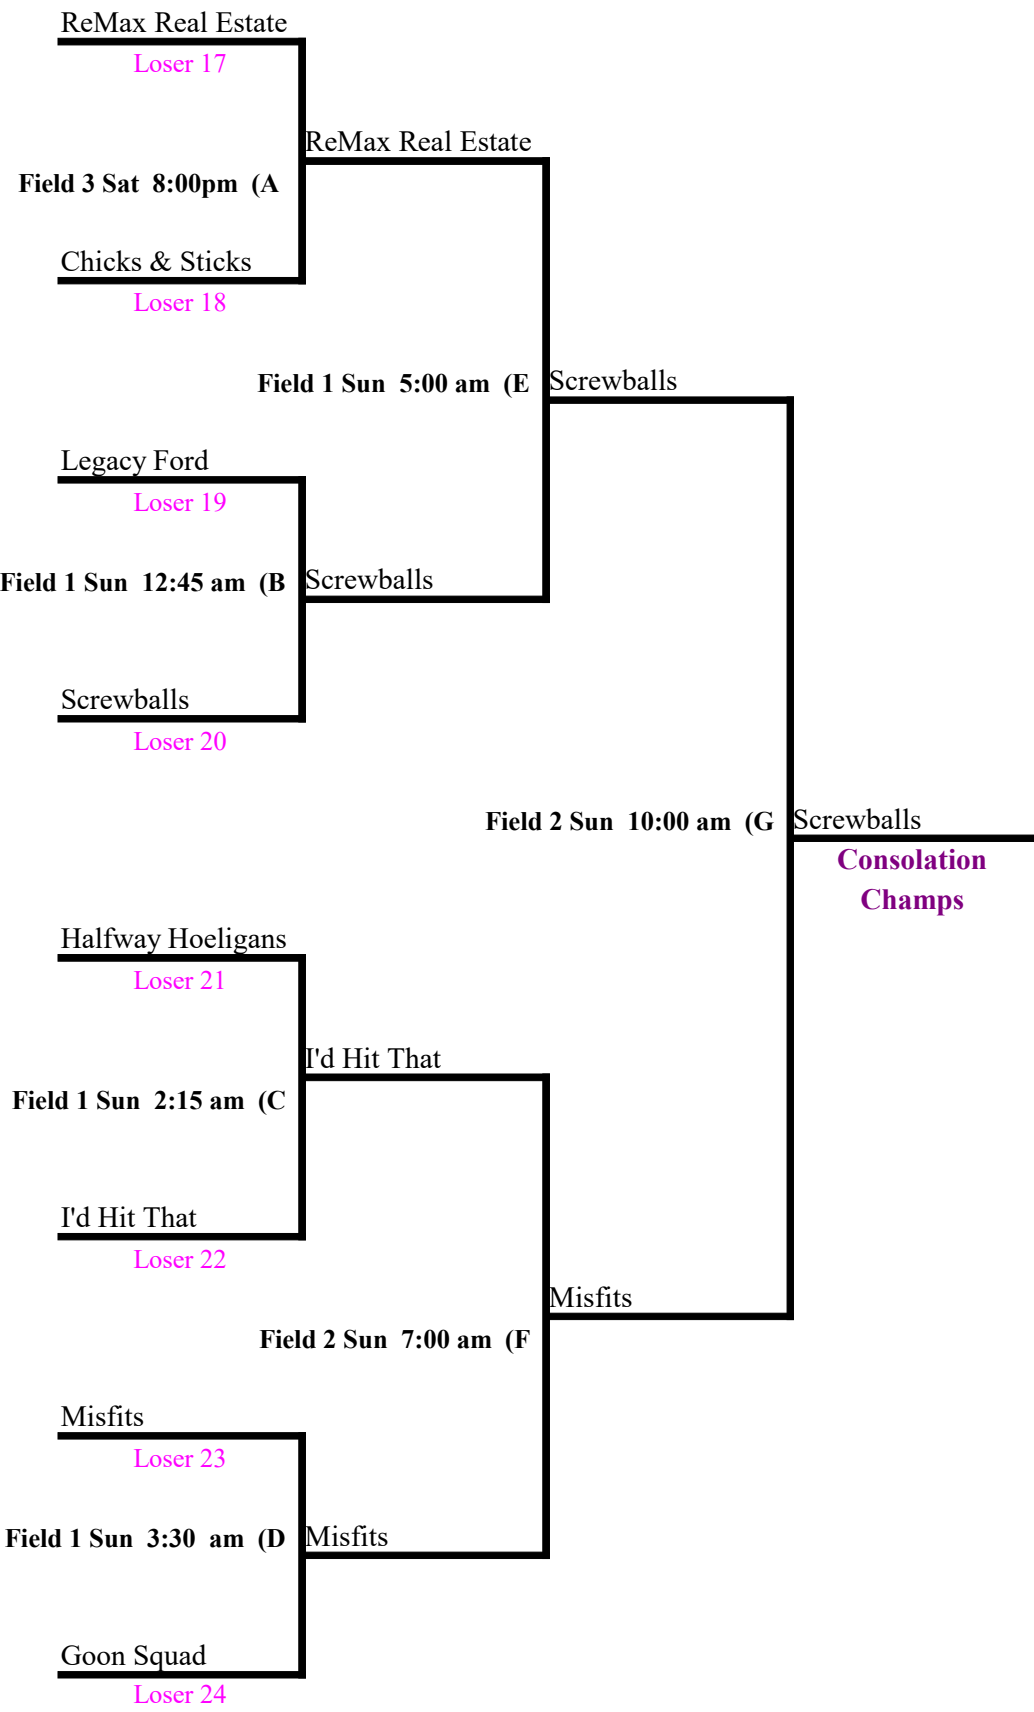 ReMax Real Estate
Loser 17
ReMax Real Estate
Field 3 Sat  8:00pm  (A
Chicks & Sticks
Loser 18
Field 1 Sun  5:00 am  (E
Screwballs
Legacy Ford
Loser 19
Field 1 Sun  12:45 am  (B
Screwballs
Screwballs
Loser 20
Field 2 Sun  10:00 am  (G
Screwballs
Consolation
Champs
Halfway Hoeligans
Loser 21
I'd Hit That
Field 1 Sun  2:15 am  (C
I'd Hit That
Loser 22
Misfits
Field 2 Sun  7:00 am  (F
Misfits
Loser 23
Field 1 Sun  3:30  am  (D
Misfits
Goon Squad
Loser 24